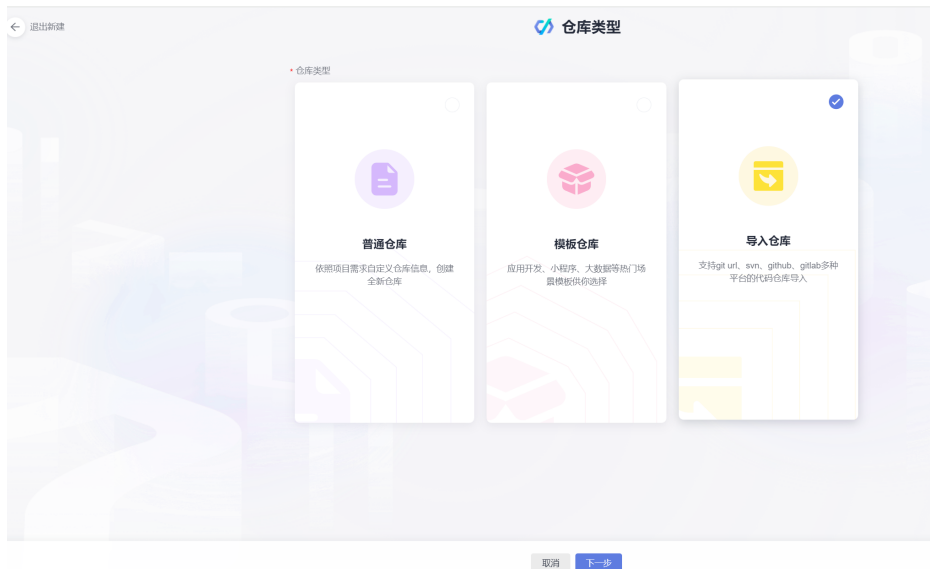 退出新建
仓库类型
* 仓库类型
普通仓库
依照项目需求自定义仓库信息，创建
全新仓库
模板仓库
应用开发、小程序、大数据等热门场
景模板供你选择
导入仓库
支持git url、svn、github、gitlab多种
平台的代码仓库导入
取消
下一步